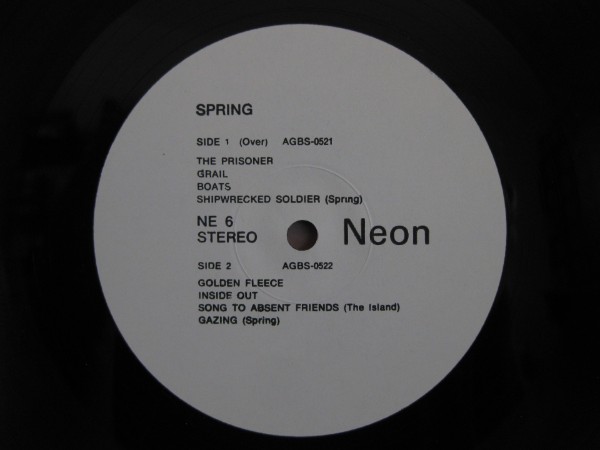 SPRING
SIDE 1 (Over) AGBS-0521
THE PRISONER
GRAIL
BOATS
SHIPWRECKED SOLDIER (Spring)
NE 6
STEREO
Neon
SIDE 2 AGBS-0522
GOLDEN FLEECE
INSIDE OUT
SONG TO ABSENT FRIENDS (The Island)
GAZING (Spring)